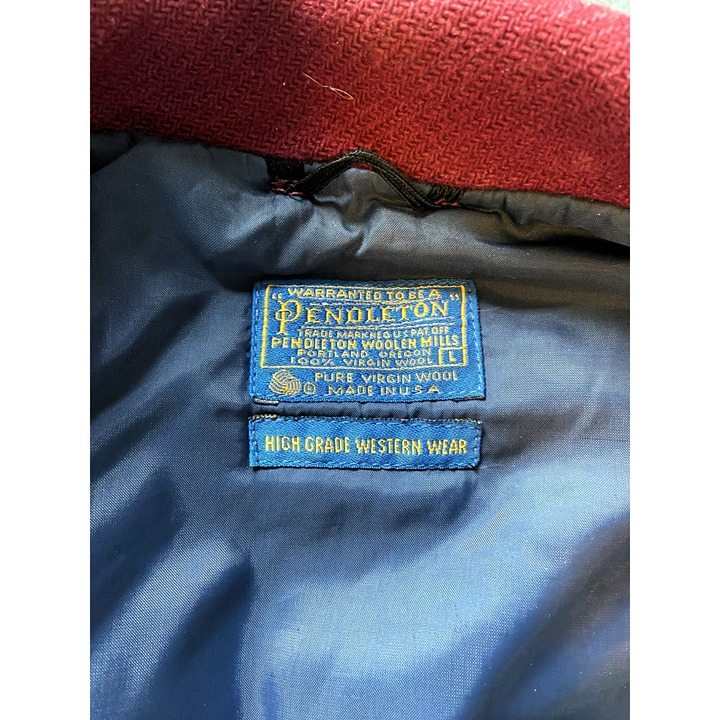 "WARRANTED TO BE A
PENDLETON"
TRADE MARK REG U.S. PAT OFF
PENDLETON WOOLEN MILLS
PORTLAND, OREGON
100% VIRGIN WOOL L
PURE VIRGIN WOOL
MADE IN U.S.A
HIGH GRADE WESTERN WEAR